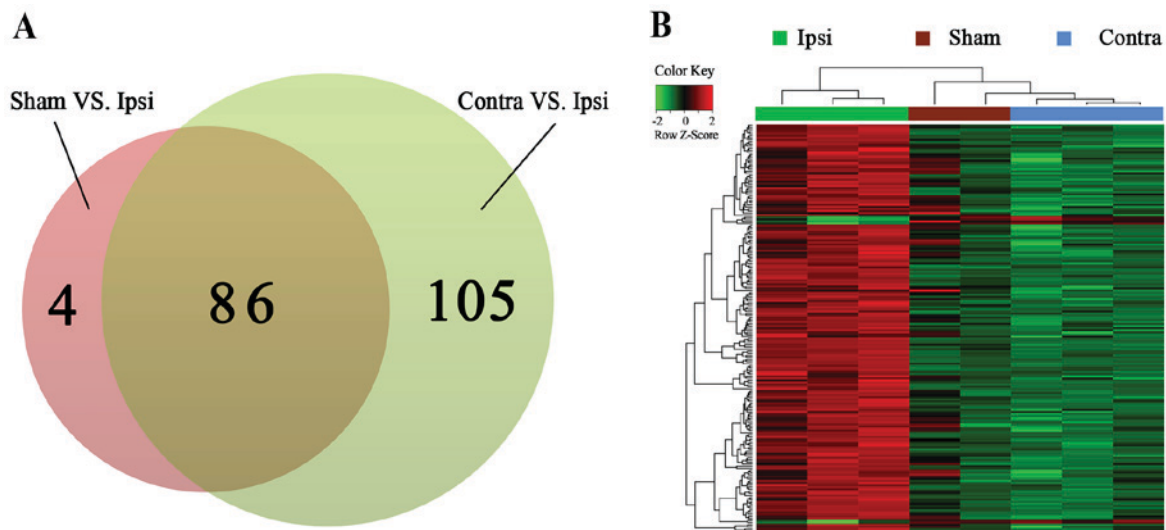 A
Sham VS. Ipsi
Contra VS. Ipsi
4
86
105
B
Ipsi
Sham
Contra
Color Key
-2
0
2
Row Z-Score